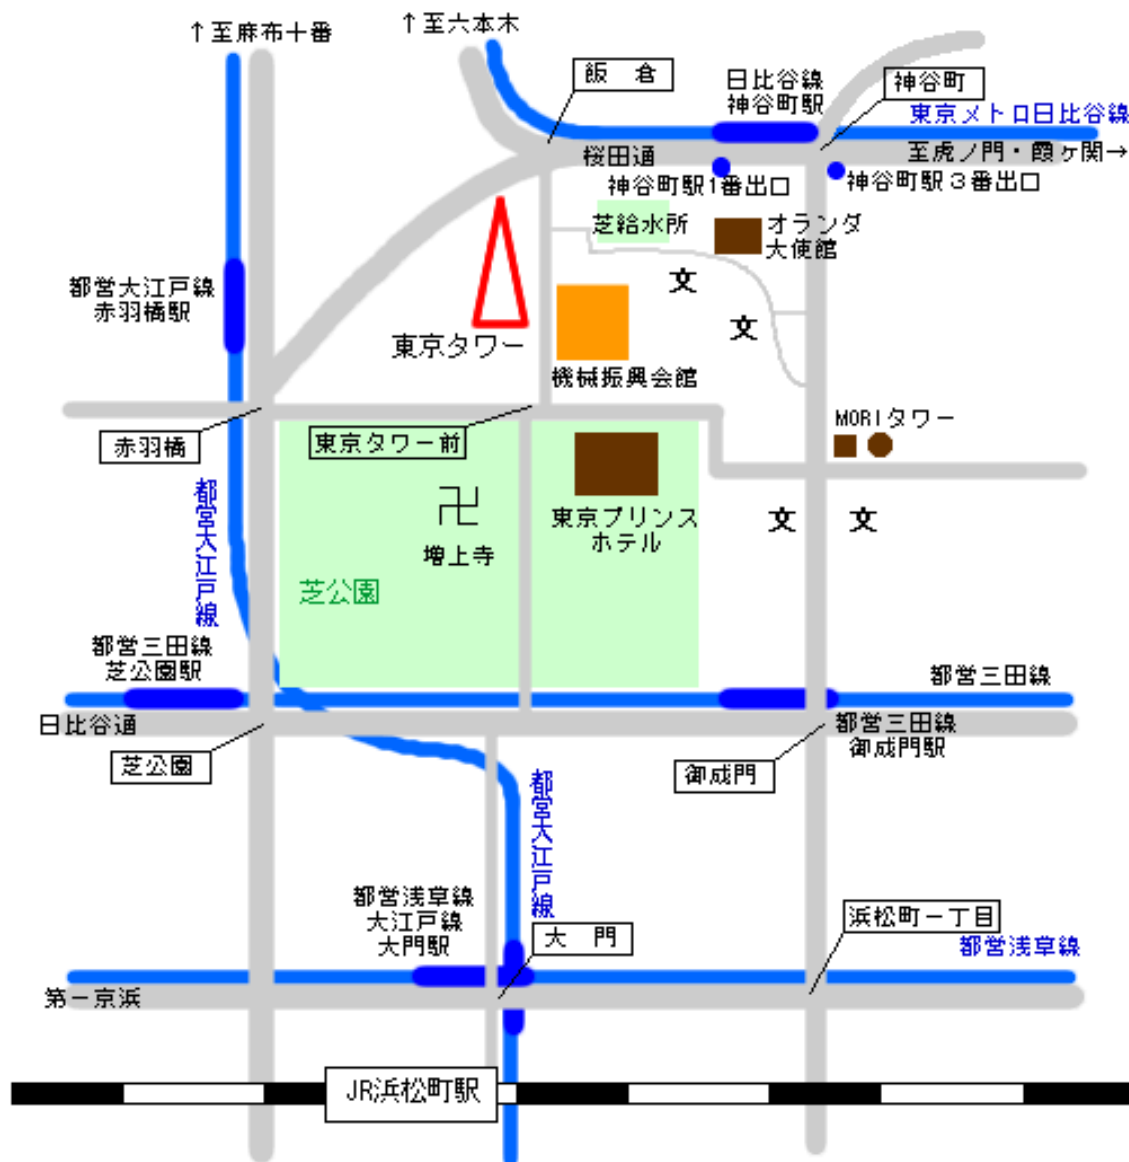 ↑至麻布十番
↑至六本木
飯　倉
日比谷線
神谷町駅
神谷町
東京メトロ日比谷線
桜田通
至虎ノ門・霞ヶ関→
神谷町駅1番出口
神谷町駅３番出口
芝給水所
オランダ
大使館
文
文
都営大江戸線
赤羽橋駅
東京タワー
機械振興会館
赤羽橋
東京タワー前
MORIタワー
都営大江戸線
卍
増上寺
東京プリンス
ホテル
文
文
芝公園
都営三田線
芝公園駅
都営三田線
日比谷通
都営三田線
御成門駅
芝公園
御成門
都営大江戸線
都営浅草線
大江戸線
大門駅
大　門
浜松町一丁目
都営浅草線
第一京浜
JR浜松町駅